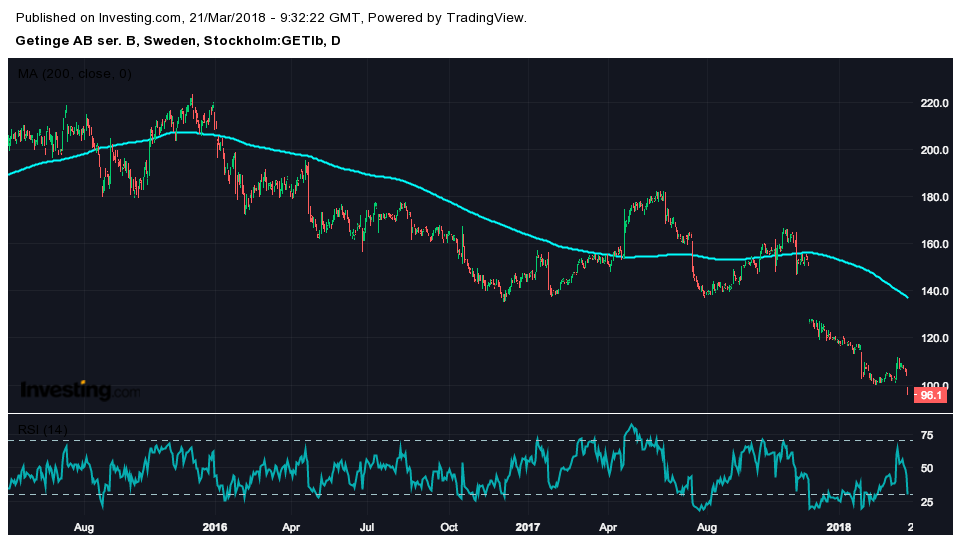 Published on Investing.com, 21/Mar/2018 - 9:32:22 GMT, Powered by TradingView.
Getinge AB ser. B, Sweden, Stockholm:GETIb, D
MA (200, close, 0)
220.0
200.0
180.0
160.0
140.0
120.0
100.0
96.1
Investing.com
RSI (14)
75
50
25
Aug 2016 Apr Jul Oct 2017 Apr Aug 2018 2